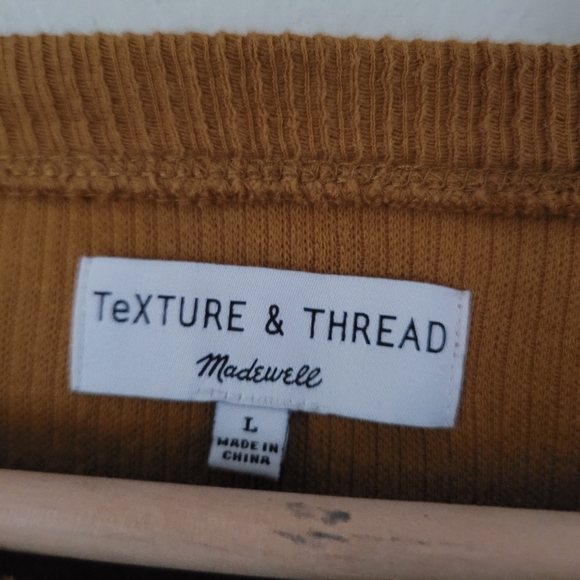 TeXTURE & THREAD
Madewell
L
MADE IN
CHINA